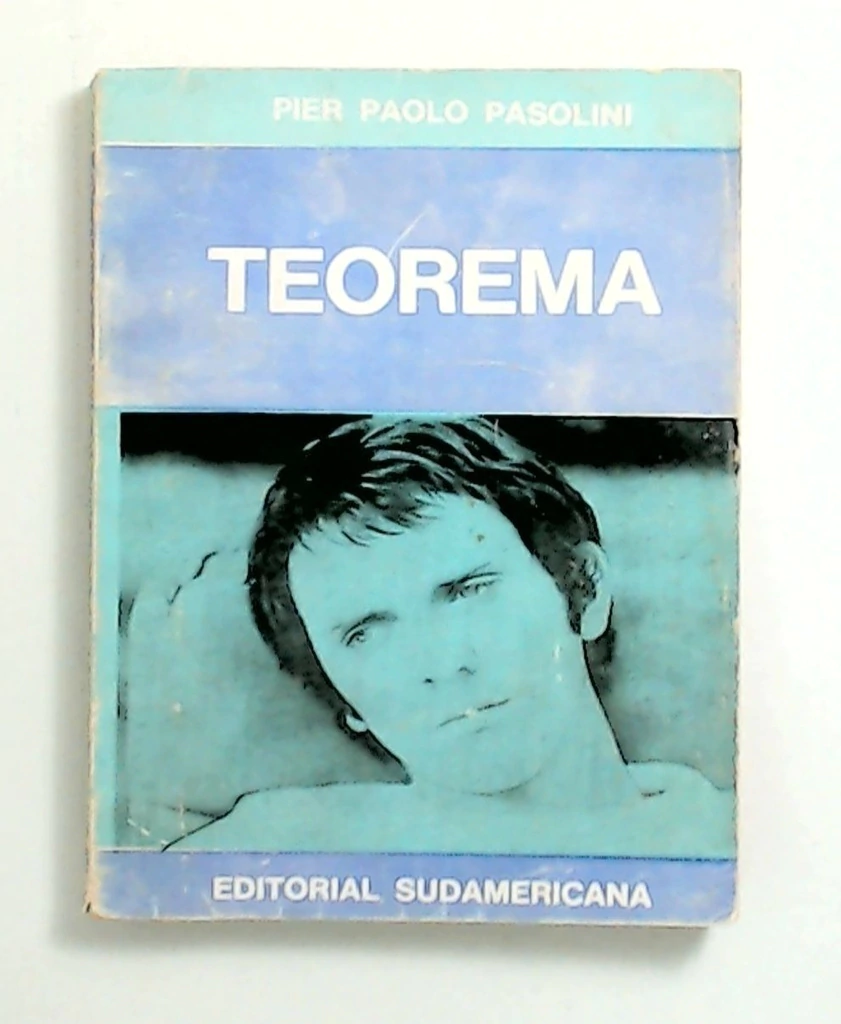 PIER PAOLO PASOLINI
TEOREMA
EDITORIAL SUDAMERICANA